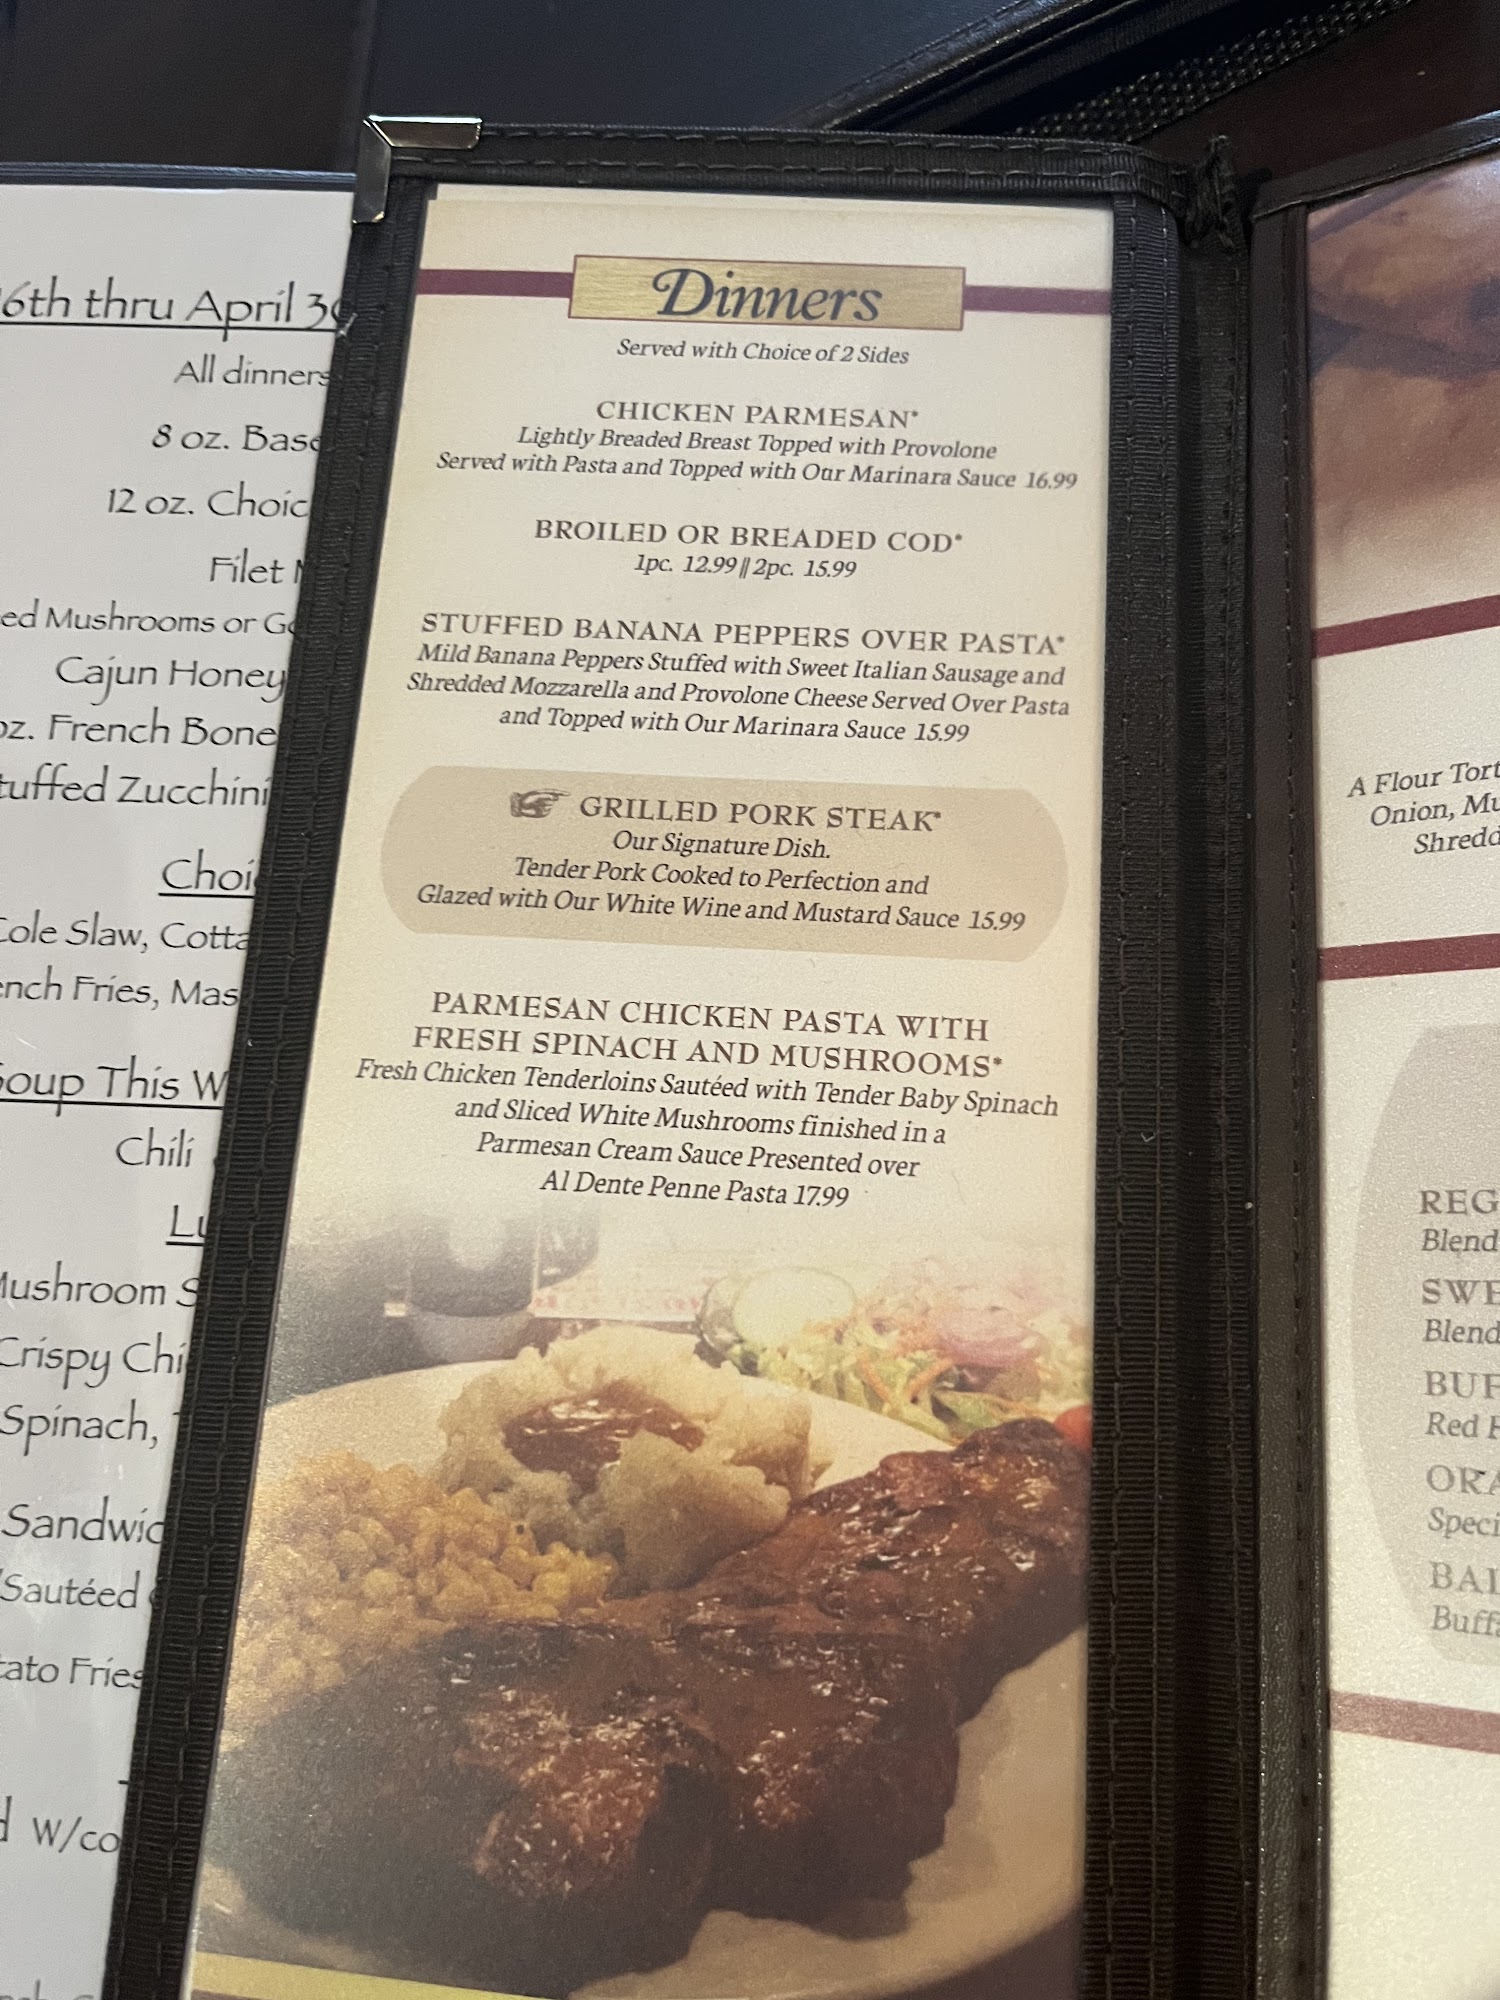 6th thru April 30
All dinners
8 oz.
12 oz. Choic
Filet
ed Mushrooms or
Cajun Honey
oz. French Bone
tuffed Zucchini
Choi
Cole Slaw, Cotta
ench Fries, Mas
Soup This W
Chili
Lu
Mushroom S
Crispy Chi
Spinach,
Sandwic
Sautéed
tato Fries
W/co
Dinners
Served with Choice of 2 Sides
CHICKEN PARMESAN*
Lightly Breaded Breast Topped with Provolone
Served with Pasta and Topped with Our Marinara Sauce 16.99
BROILED OR BREADED COD*
1pc. 12.99 || 2pc. 15.99
STUFFED BANANA PEPPERS OVER PASTA*
Mild Banana Peppers Stuffed with Sweet Italian Sausage and
Shredded Mozzarella and Provolone Cheese Served Over Pasta
and Topped with Our Marinara Sauce 15.99
GRILLED PORK STEAK*
Our Signature Dish.
Tender Pork Cooked to Perfection and
Glazed with Our White Wine and Mustard Sauce 15.99
PARMESAN CHICKEN PASTA WITH
FRESH SPINACH AND MUSHROOMS*
Fresh Chicken Tenderloins Sautéed with Tender Baby Spinach
and Sliced White Mushrooms finished in a
Parmesan Cream Sauce Presented over
Al Dente Penne Pasta 17.99
A Flour Tort
Onion, Mu
Shredd
REG
Blend
SWE
Blend
BUF
Red H
ORA
Speci
BAL
Buffa